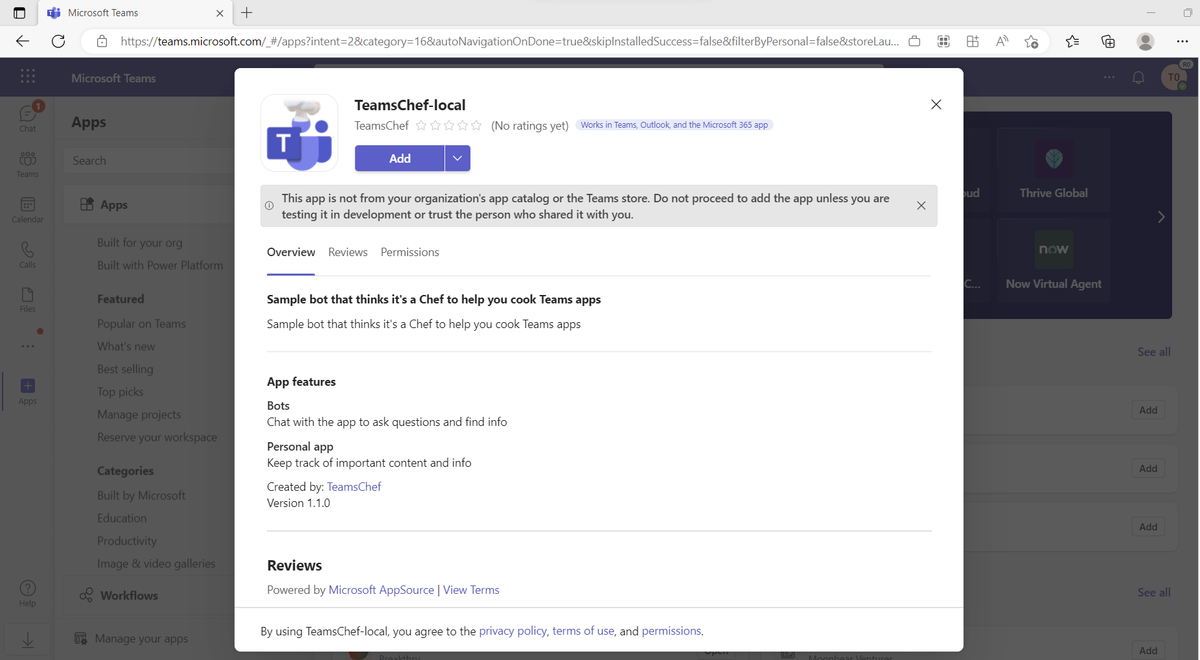 Microsoft Teams
https://teams.microsoft.com/_#/apps?intent=2&category=16&autoNavigationOnDone=true&skipInstalledSuccess=false&filterByPersonal=false&storeLau...
Microsoft Teams
RO
TO
1
Chat
Teams
Calendar
Calls
Files
Apps
Help
Apps
Search
Apps
Built for your org
Built with Power Platform
Featured
Popular on Teams
What's new
Best selling
Top picks
Manage projects
Reserve your workspace
Categories
Built by Microsoft
Education
Productivity
Image & video galleries
Workflows
Manage your apps
T
TeamsChef-local
TeamsChef (No ratings yet) Works in Teams, Outlook, and the Microsoft 365 app
Add
This app is not from your organization's app catalog or the Teams store. Do not proceed to add the app unless you are
testing it in development or trust the person who shared it with you.
Overview Reviews Permissions
Sample bot that thinks it's a Chef to help you cook Teams apps
Sample bot that thinks it's a Chef to help you cook Teams apps
App features
Bots
Chat with the app to ask questions and find info
Personal app
Keep track of important content and info
Created by: TeamsChef
Version 1.1.0
Reviews
Powered by Microsoft AppSource | View Terms
By using TeamsChef-local, you agree to the privacy policy, terms of use, and permissions.
Thrive Global
now
Now Virtual Agent
See all
Add
Add
Add
See all
Add